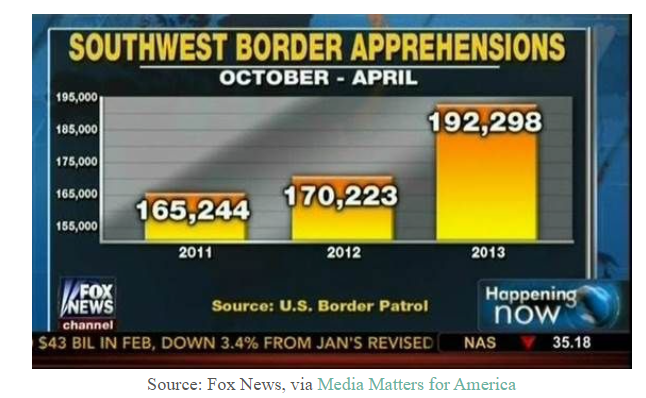 SOUTHWEST BORDER APPREHENSIONS
OCTOBER - APRIL
195,000
185,000
175,000
165,000
155,000
165,244
170,223
192,298
2011
2012
2013
FOX
NEWS
channel
Source: U.S. Border Patrol
Happening
now
$43 BIL IN FEB, DOWN 3.4% FROM JAN'S REVISED
NAS ▼ 35.18
Source: Fox News, via Media Matters for America